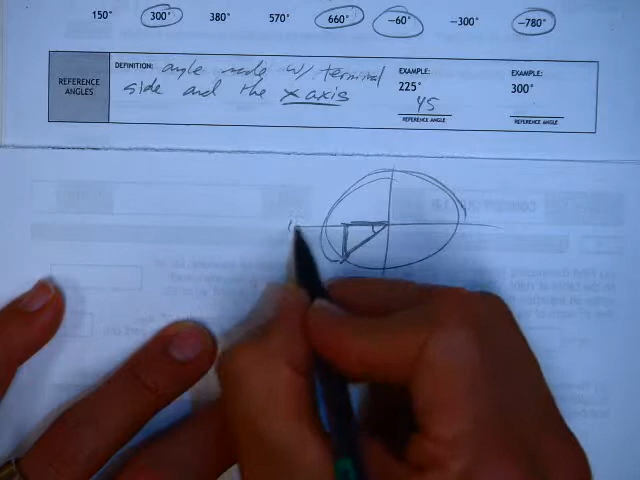 150° 300° 380° 570° 660° -60° -300° -780°
REFERENCE ANGLES
DEFINITION: angle made w/ terminal
side and the x axis
EXAMPLE:
225°
45
REFERENCE ANGLE
EXAMPLE:
300°
REFERENCE ANGLE